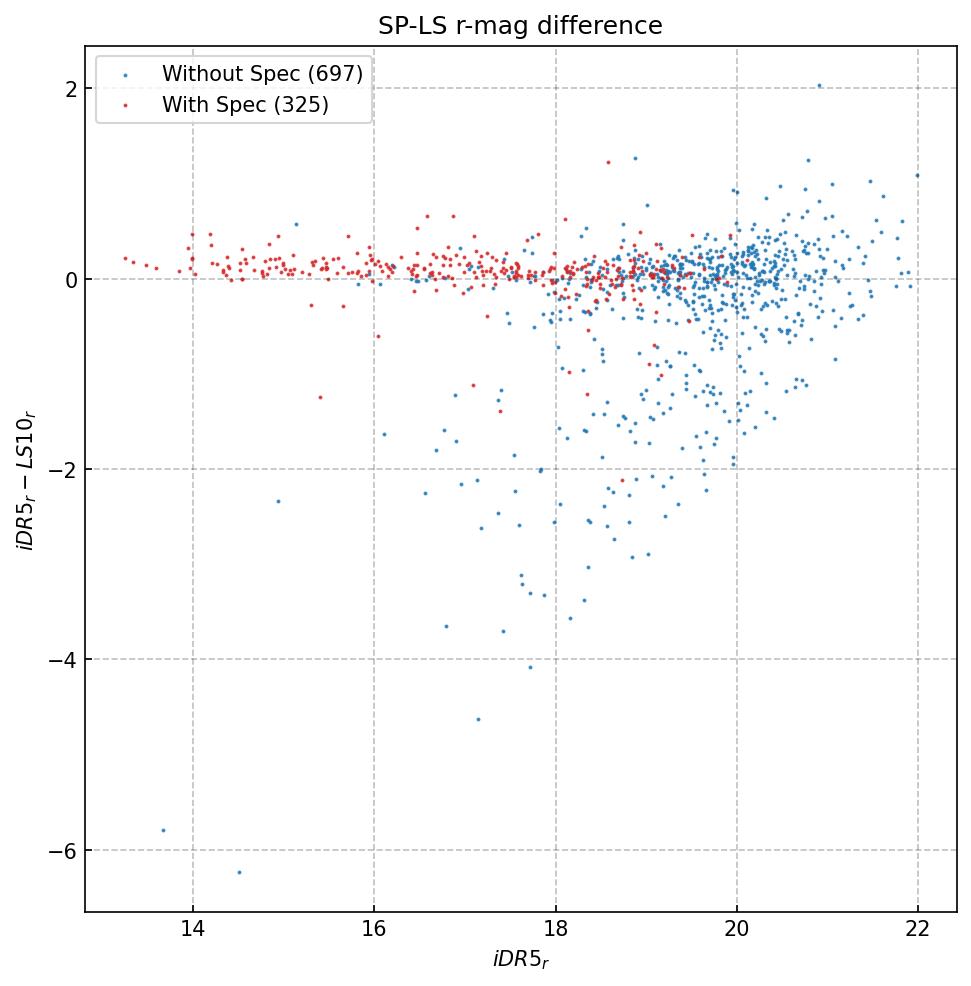 SP-LS r-mag difference
Without Spec (697)
With Spec (325)
2
0
−2
−4
−6
iDR5r − LS10r
14 16 18 20 22
iDR5r